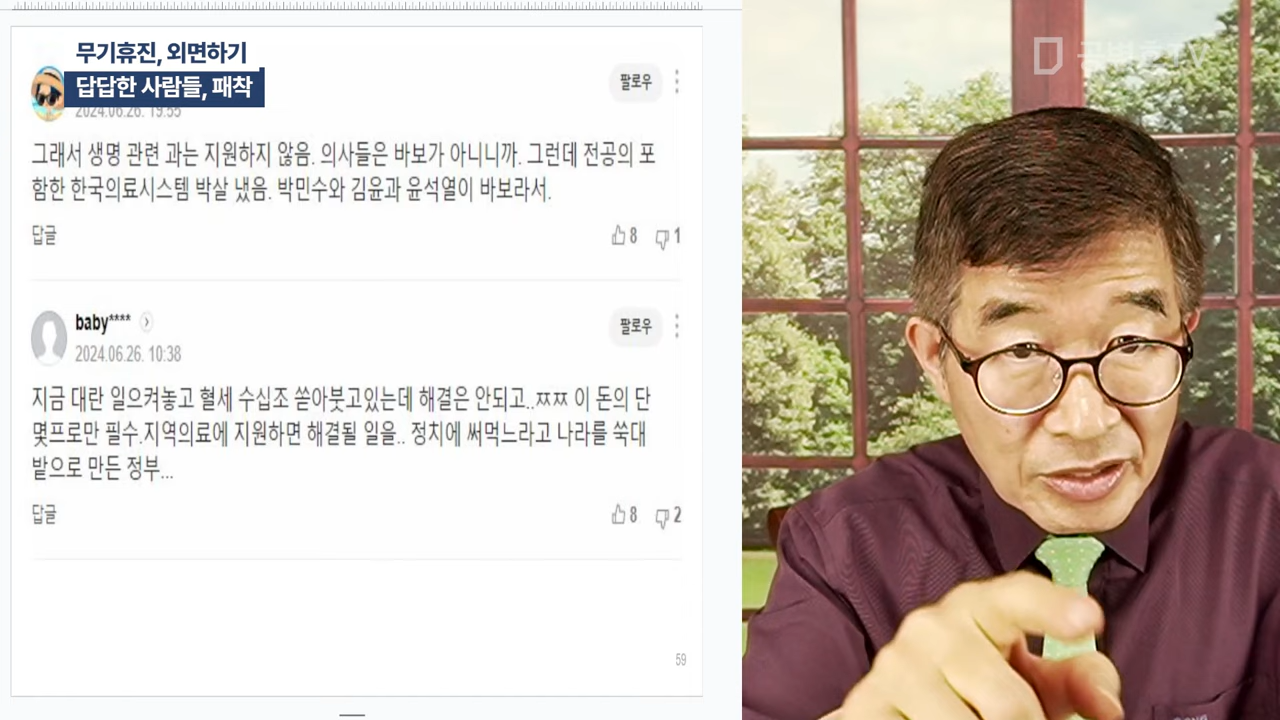 무기휴진, 외면하기
답답한 사람들, 패착
2024.06.26. 19:55
팔로우
그래서 생명 관련 과는 지원하지 않음. 의사들은 바보가 아니니까. 그런데 전공의 포
함한 한국의료시스템 박살 냈음. 박민수와 김윤과 윤석열이 바보라서.
답글
8
1
baby****
팔로우
2024.06.26. 10:38
지금 대란 일으켜놓고 혈세 수십조 쏟아붓고있는데 해결은 안되고..ㅉㅉ 이 돈의 단
몇프로만 필수.지역의료에 지원하면 해결될 일을.. 정치에 써먹느라고 나라를 쑥대
밭으로 만든 정부...
답글
8
2
59
공병호TV